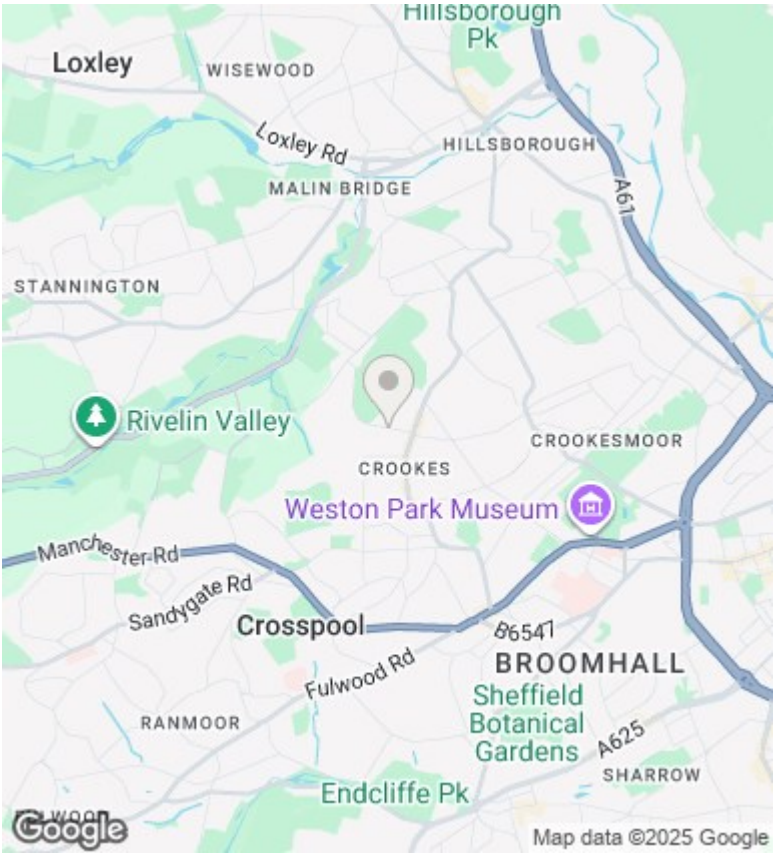 Hillsborough
Pk
Loxley
WISEWOOD
Loxley Rd
HILLSBOROUGH
MALIN BRIDGE
A61
STANNINGTON
Rivelin Valley
CROOKESMOOR
CROOKES
Weston Park Museum
Manchester Rd
Sandygate Rd
Crosspool
B6547
BROOMHALL
Fulwood Rd
Sheffield
Botanical
Gardens
RANMOOR
A625
SHARROW
Endcliffe Pk
Google
Map data ©2025 Google